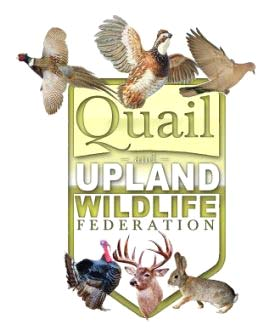 Quail
and
UPLAND
WILDLIFE
FEDERATION